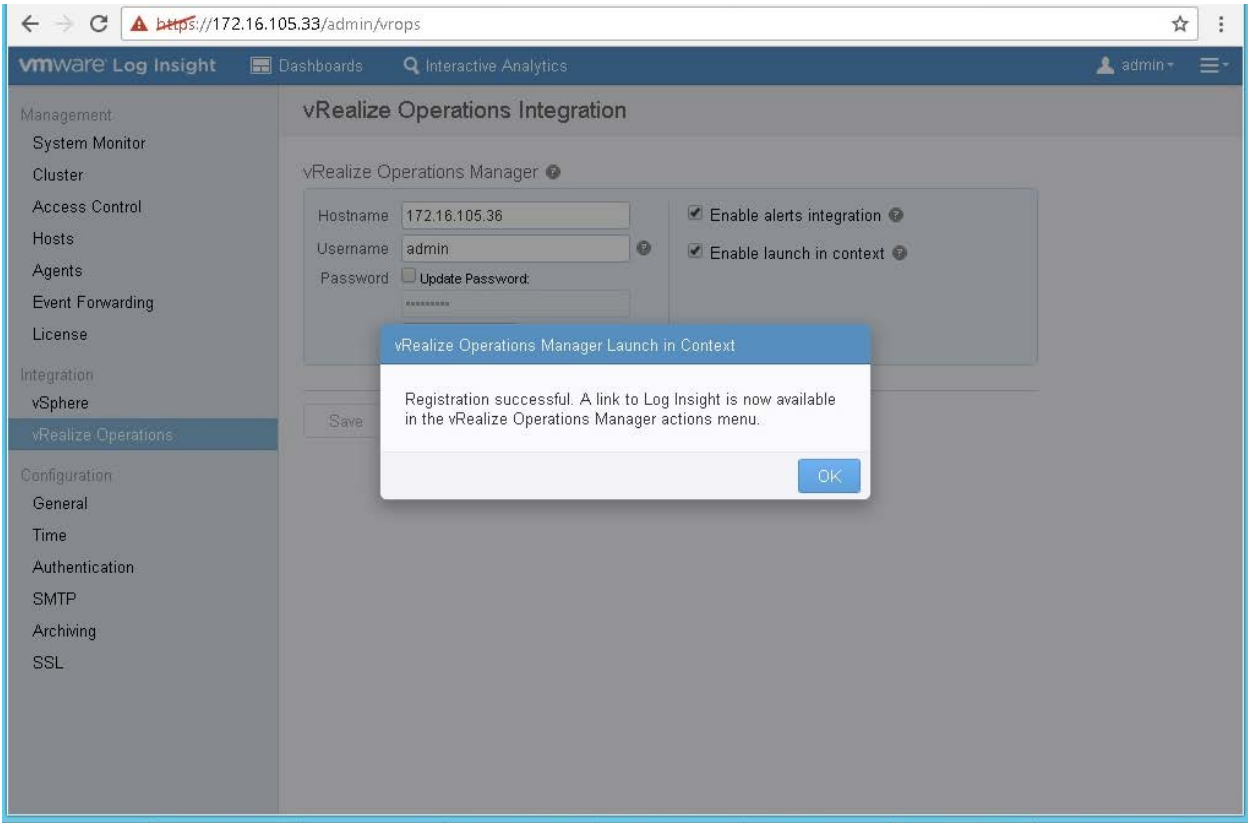 https://172.16.105.33/admin/vrops
vmware Log Insight
Dashboards
Interactive Analytics
admin
Management
System Monitor
Cluster
Access Control
Hosts
Agents
Event Forwarding
License
Integration
vSphere
vRealize Operations
Configuration
General
Time
Authentication
SMTP
Archiving
SSL
vRealize Operations Integration
vRealize Operations Manager ?
Hostname 172.16.105.36
Username admin ?
Password Update Password:
*********
Enable alerts integration ?
Enable launch in context ?
Save
vRealize Operations Manager Launch in Context
Registration successful. A link to Log Insight is now available
in the vRealize Operations Manager actions menu.
OK